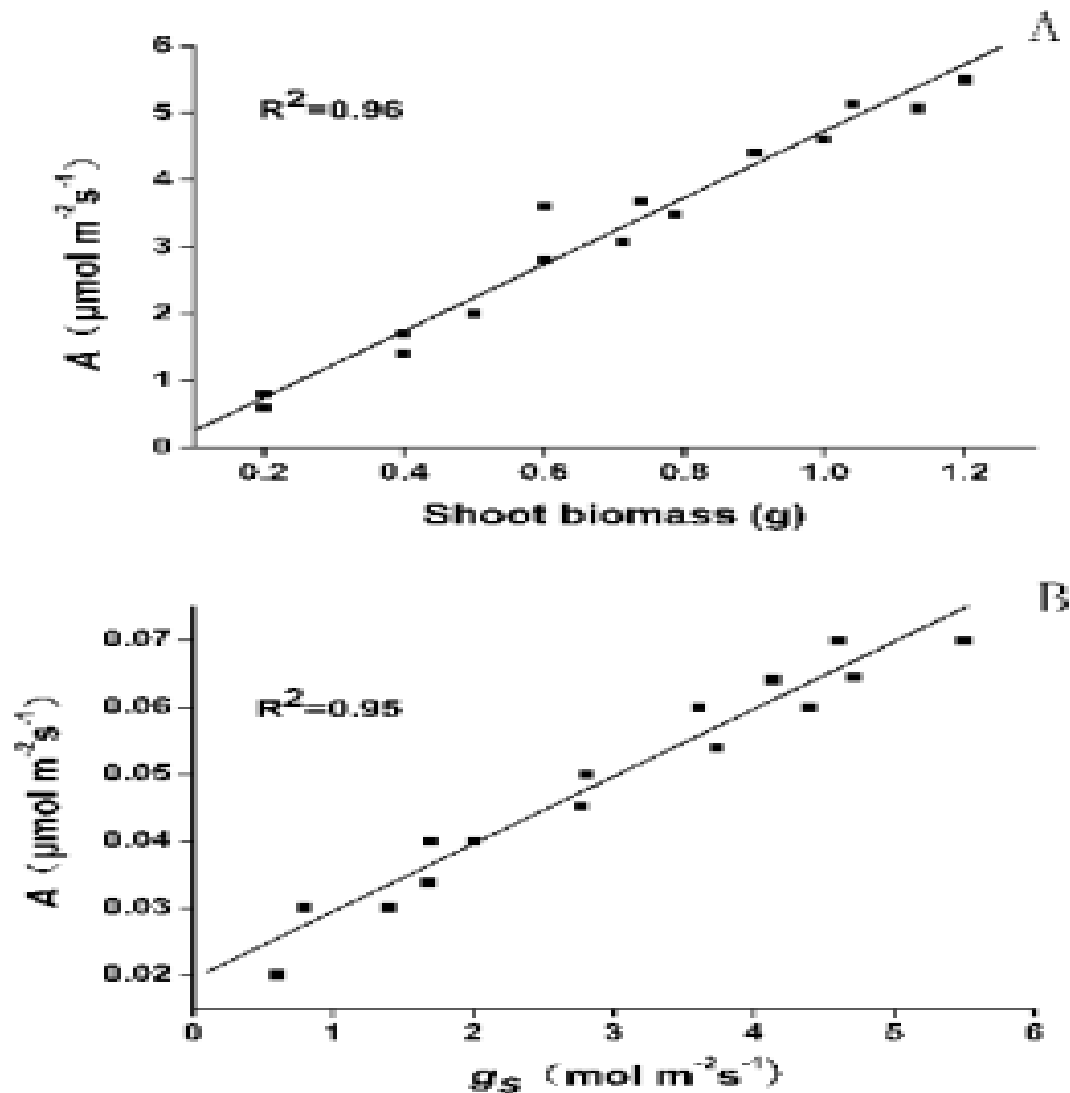 A
6
R²=0.96
5
4
3
2
1
0
A (µmol m⁻²s⁻¹)
0.2 0.4 0.6 0.8 1.0 1.2
Shoot biomass (g)
B
0.07
R²=0.95
0.06
0.05
0.04
0.03
0.02
A (µmol m⁻²s⁻¹)
0 1 2 3 4 5 6
gs (mol m⁻²s⁻¹)